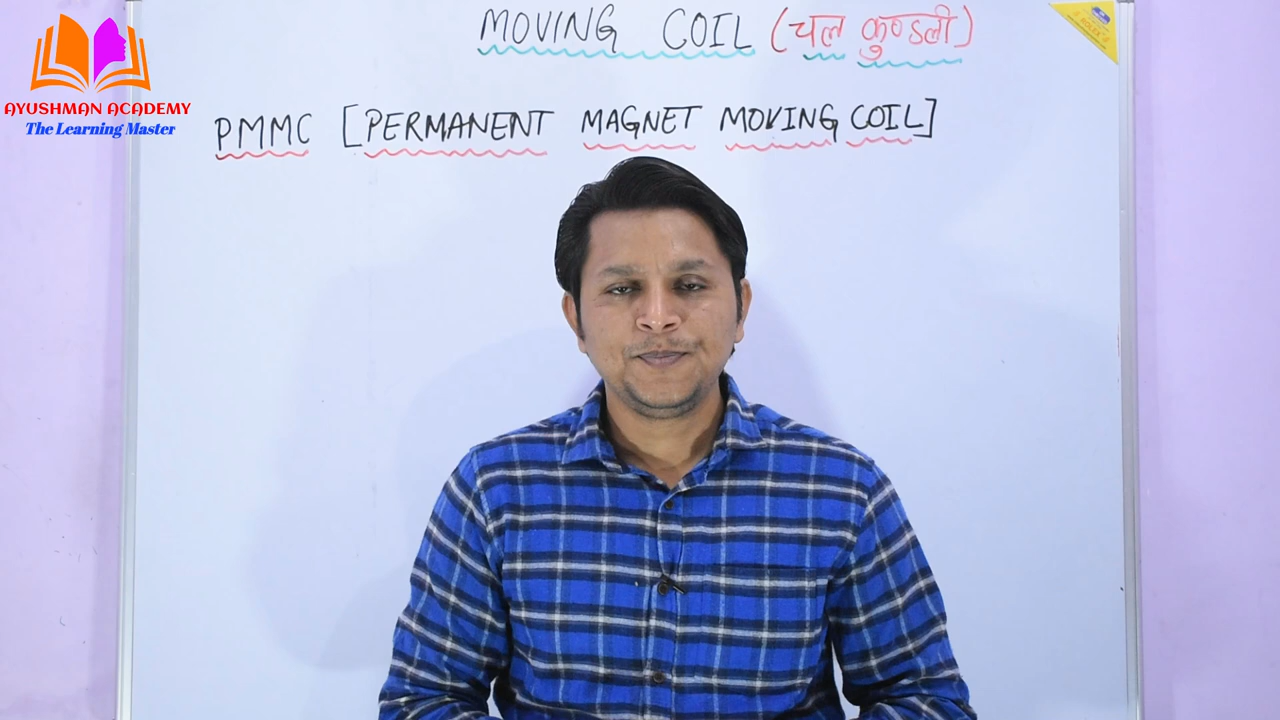 MOVING COIL (चल कुण्डली)
AYUSHMAN ACADEMY
The Learning Master
PMMC [PERMANENT MAGNET MOVING COIL]